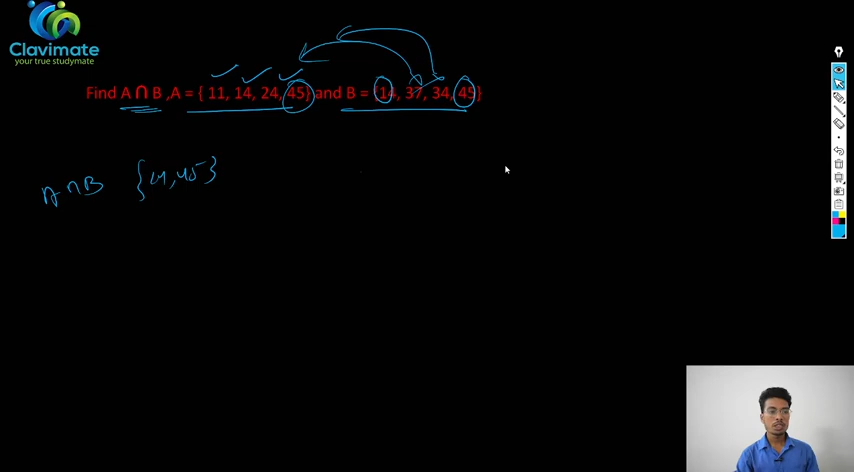 Clavimate
your true studymate
Find A ∩ B ,A = { 11, 14, 24, 45} and B = {14, 37, 34, 45}
A ∩ B {14,45}